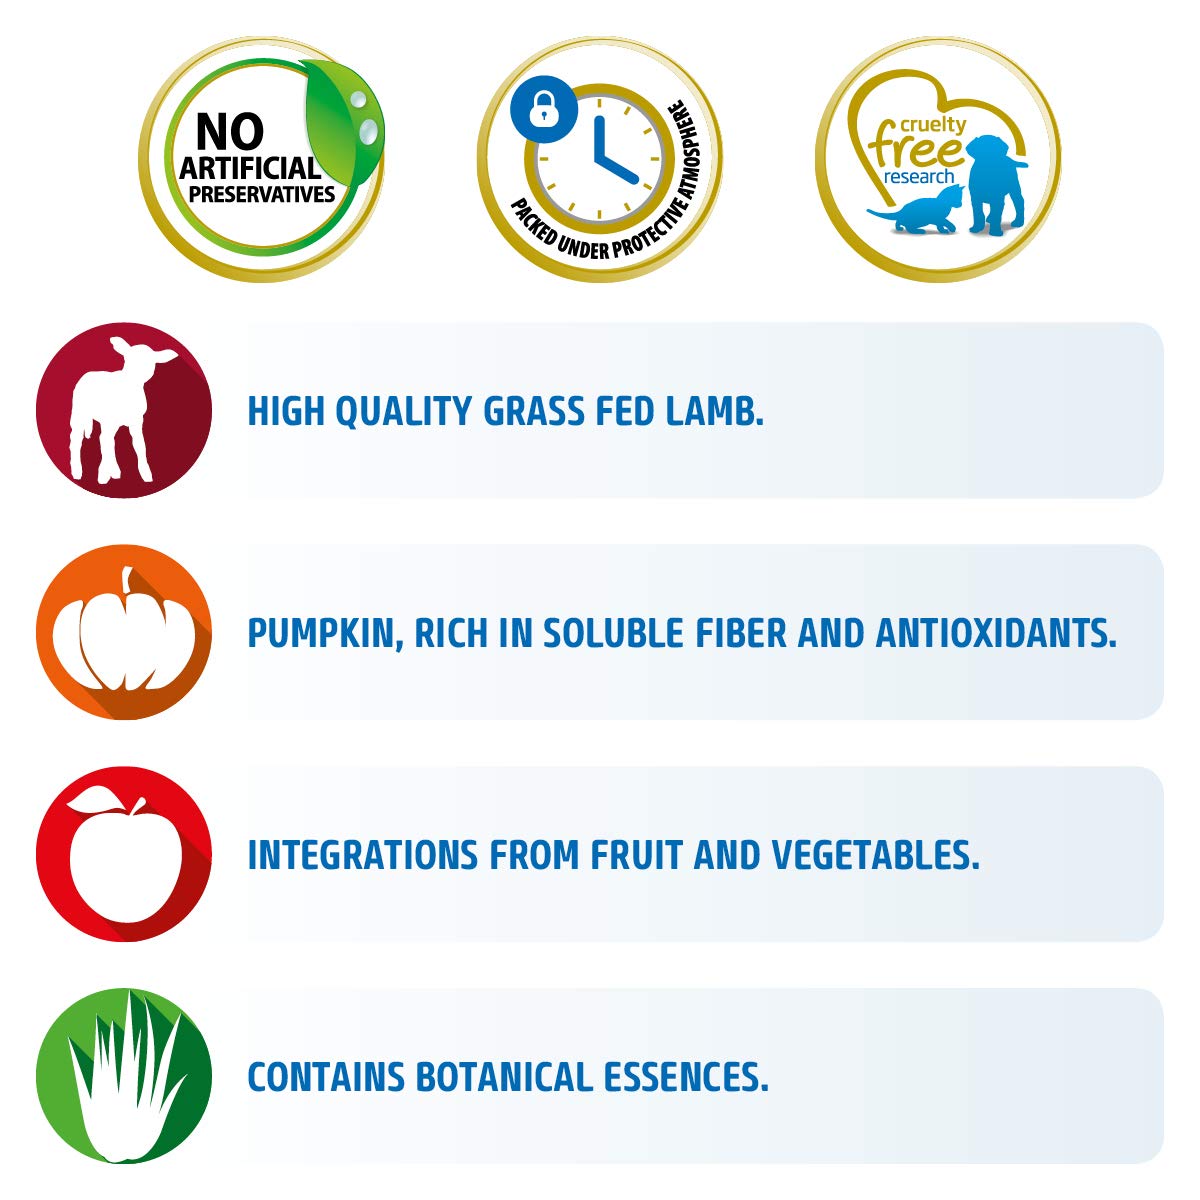 NO
ARTIFICIAL
PRESERVATIVES
PACKED UNDER PROTECTIVE ATMOSPHERE
cruelty
free
research
HIGH QUALITY GRASS FED LAMB.
PUMPKIN, RICH IN SOLUBLE FIBER AND ANTIOXIDANTS.
INTEGRATIONS FROM FRUIT AND VEGETABLES.
CONTAINS BOTANICAL ESSENCES.